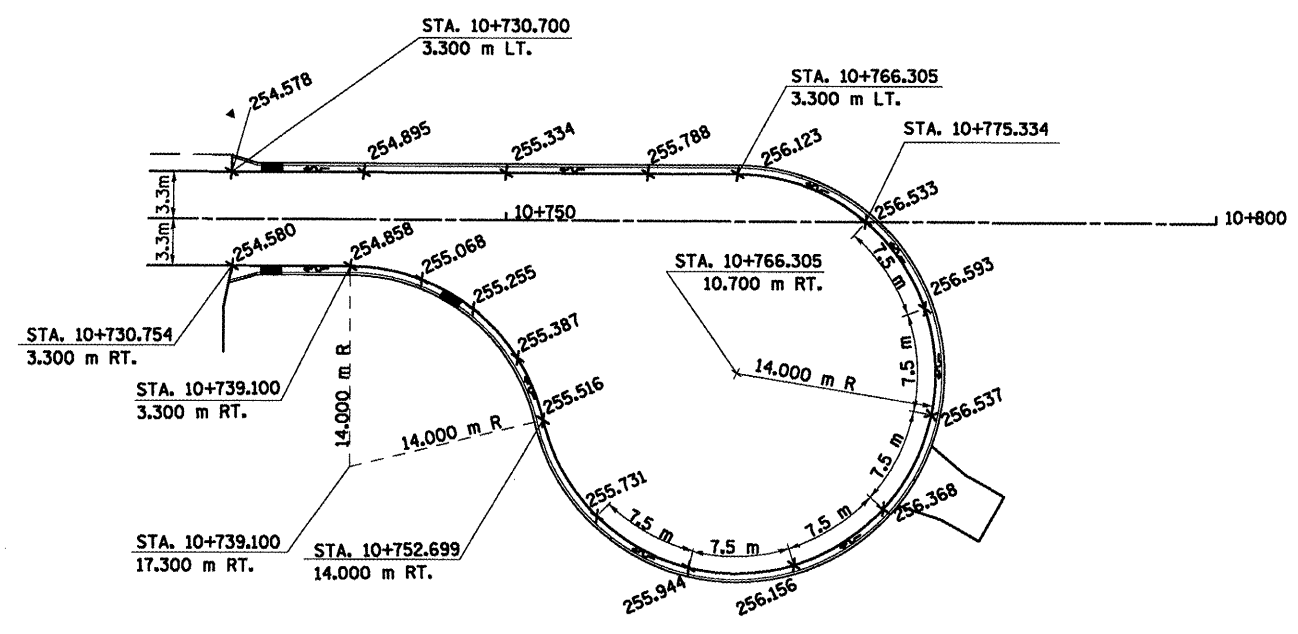 STA. 10+730.700
3.300 m LT.
254.578
254.895
255.334
255.788
STA. 10+766.305
3.300 m LT.
256.123
STA. 10+775.334
256.533
3.3m
3.3m
10+750
10+800
254.580
254.858
255.068
255.255
255.387
255.516
STA. 10+766.305
10.700 m RT.
7.5 m
256.593
7.5 m
14.000 m R
256.537
STA. 10+730.754
3.300 m RT.
STA. 10+739.100
3.300 m RT.
14.000 m R
14.000 m R
7.5 m
256.368
255.731
7.5 m
7.5 m
7.5 m
STA. 10+739.100
17.300 m RT.
STA. 10+752.699
14.000 m RT.
255.944
256.156